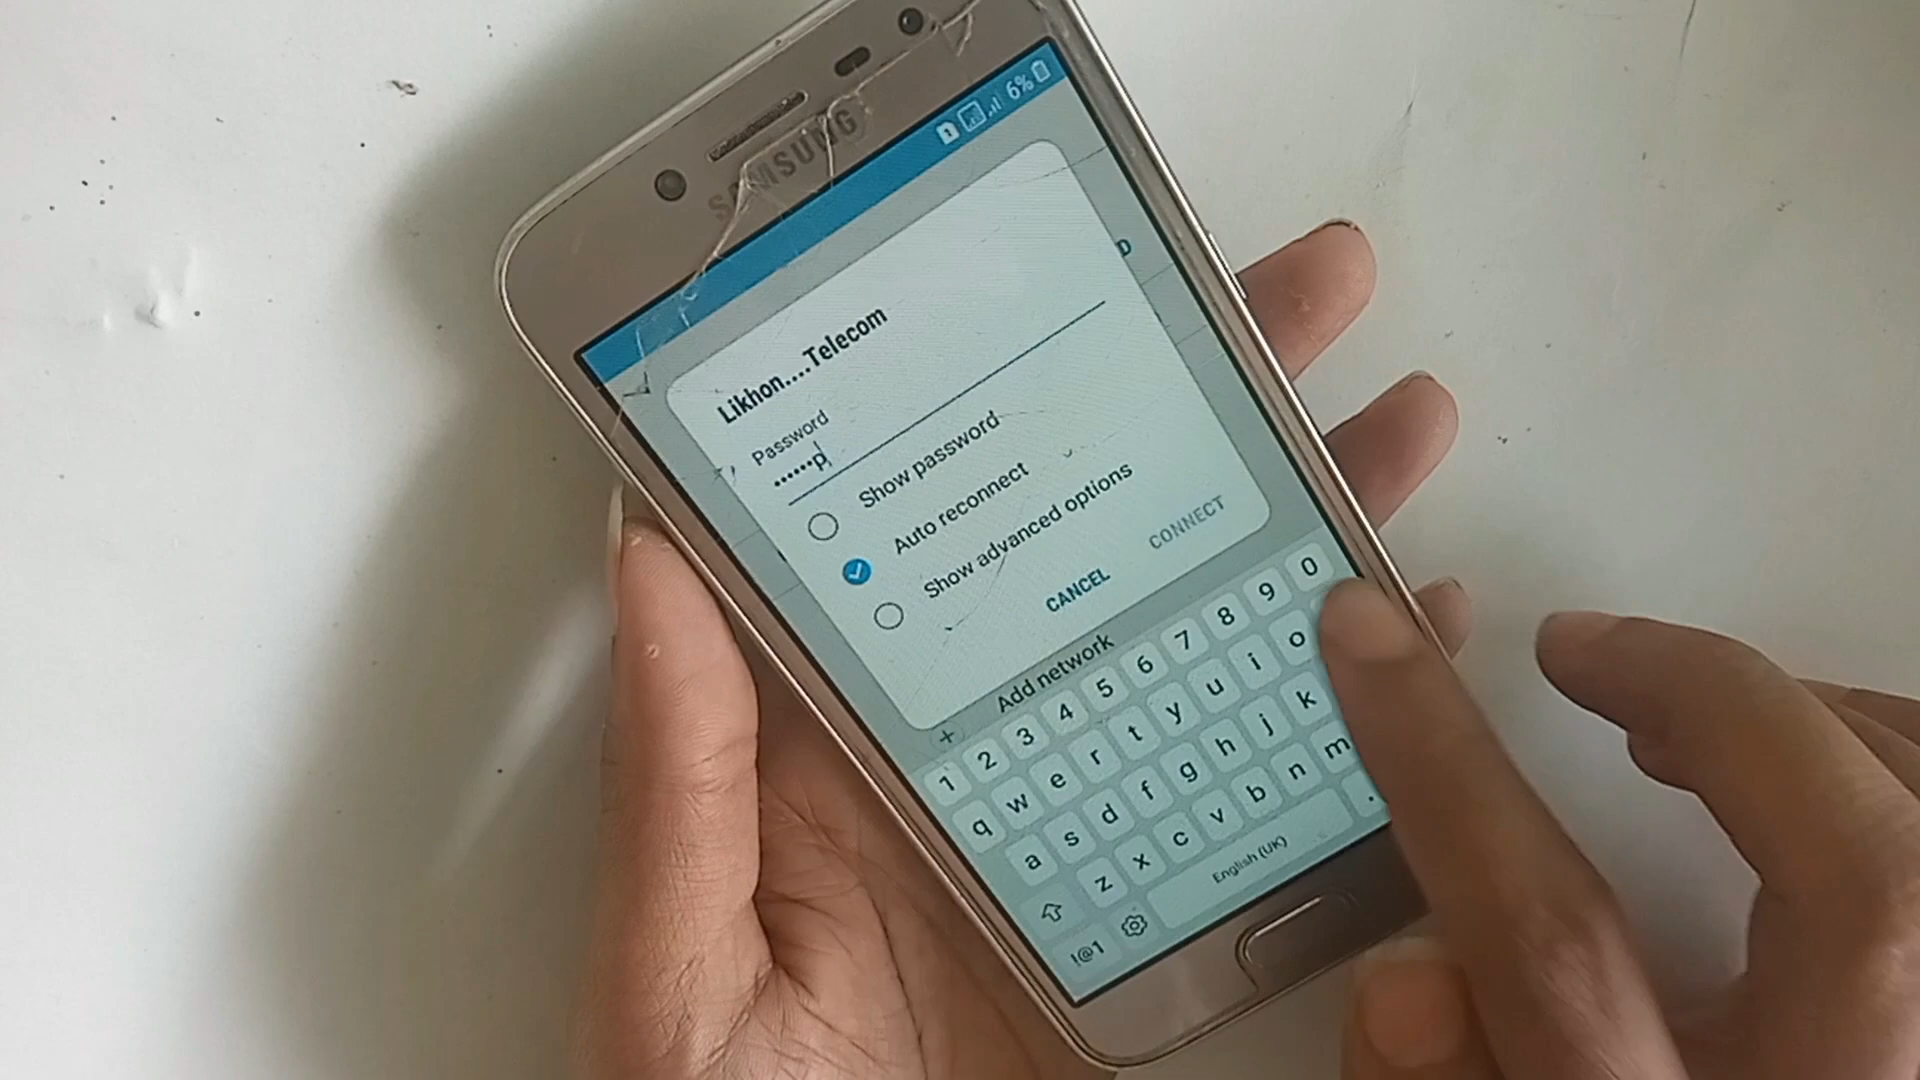 SAMSUNG
6%
Likhon....Telecom
Password
••••••p
Show password
Auto reconnect
Show advanced options
CANCEL
CONNECT
Add network
1 2 3 4 5 6 7 8 9 0
q w e r t y u i o
a s d f g h j k
z x c v b n m
!@1
English (UK)
.